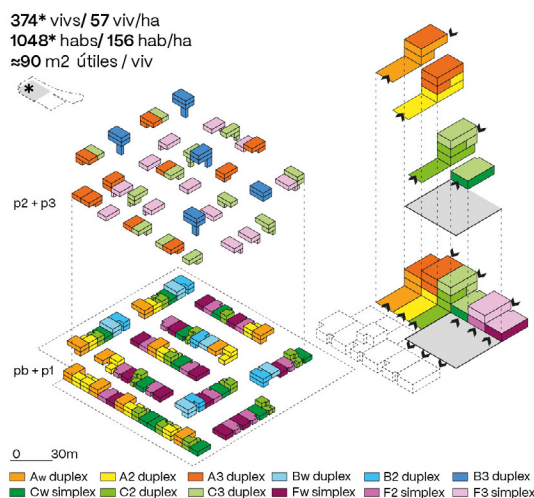 374* vivs/ 57 viv/ha
1048* habs/ 156 hab/ha
≈90 m2 útiles / viv
*
p2 + p3
pb + p1
0 30m
Aw duplex A2 duplex A3 duplex Bw duplex B2 duplex B3 duplex
Cw simplex C2 duplex C3 duplex Fw simplex F2 simplex F3 simplex